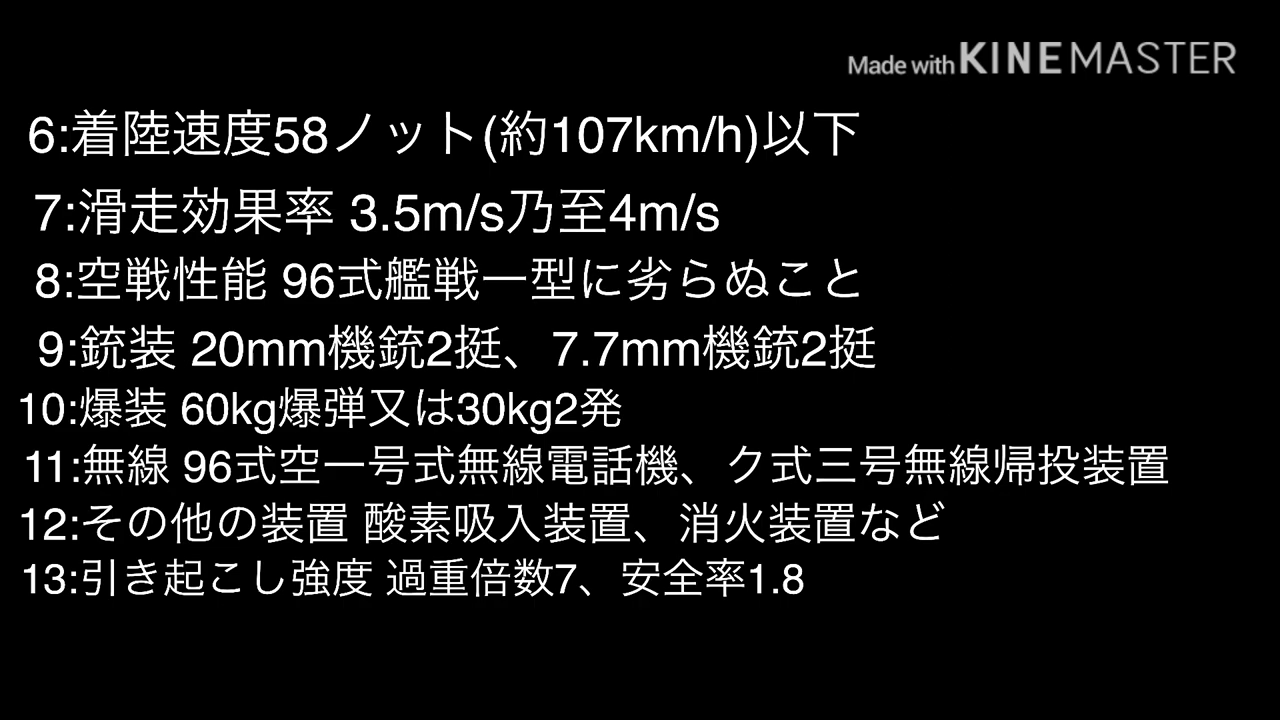 Made with KINEMASTER
6:着陸速度58ノット(約107km/h)以下
7:滑走効果率 3.5m/s乃至4m/s
8:空戦性能 96式艦戦一型に劣らぬこと
9:銃装 20mm機銃2挺、7.7mm機銃2挺
10:爆装 60kg爆弾又は30kg2発
11:無線 96式空一号式無線電話機、ク式三号無線帰投装置
12:その他の装置 酸素吸入装置、消火装置など
13:引き起こし強度 過重倍数7、安全率1.8